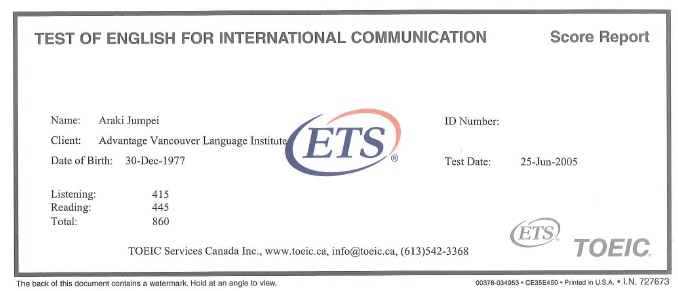 TEST OF ENGLISH FOR INTERNATIONAL COMMUNICATION Score Report
Name: Araki Jumpei ID Number:
Client: Advantage Vancouver Language Institute
Date of Birth: 30-Dec-1977 Test Date: 25-Jun-2005
ETS®
Listening: 415
Reading: 445
Total: 860
ETS® TOEIC®
TOEIC Services Canada Inc., www.toeic.ca, info@toeic.ca, (613)542-3368
The back of this document contains a watermark. Hold at an angle to view. 00378-034953 • CE35E450 • Printed in U.S.A. • I.N. 727673